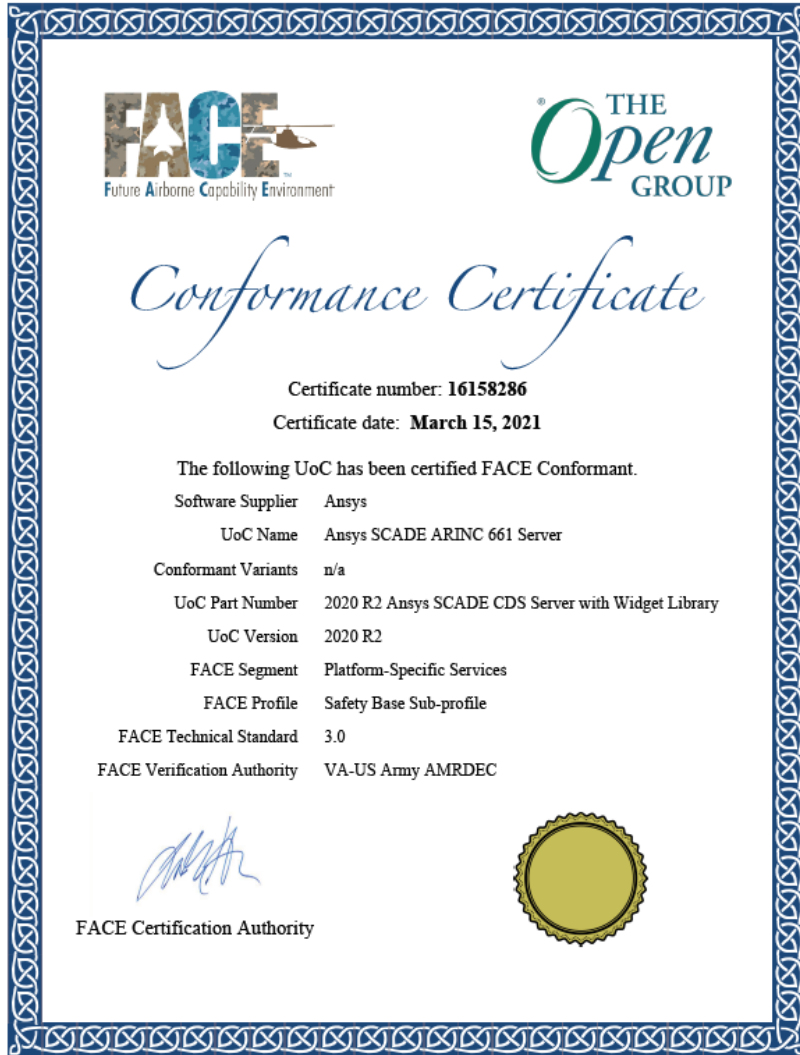 FACE™
Future Airborne Capability Environment
® THE
Open
GROUP
Conformance Certificate
Certificate number: 16158286
Certificate date: March 15, 2021
The following UoC has been certified FACE Conformant.
Software Supplier Ansys
UoC Name Ansys SCADE ARINC 661 Server
Conformant Variants n/a
UoC Part Number 2020 R2 Ansys SCADE CDS Server with Widget Library
UoC Version 2020 R2
FACE Segment Platform-Specific Services
FACE Profile Safety Base Sub-profile
FACE Technical Standard 3.0
FACE Verification Authority VA-US Army AMRDEC
FACE Certification Authority